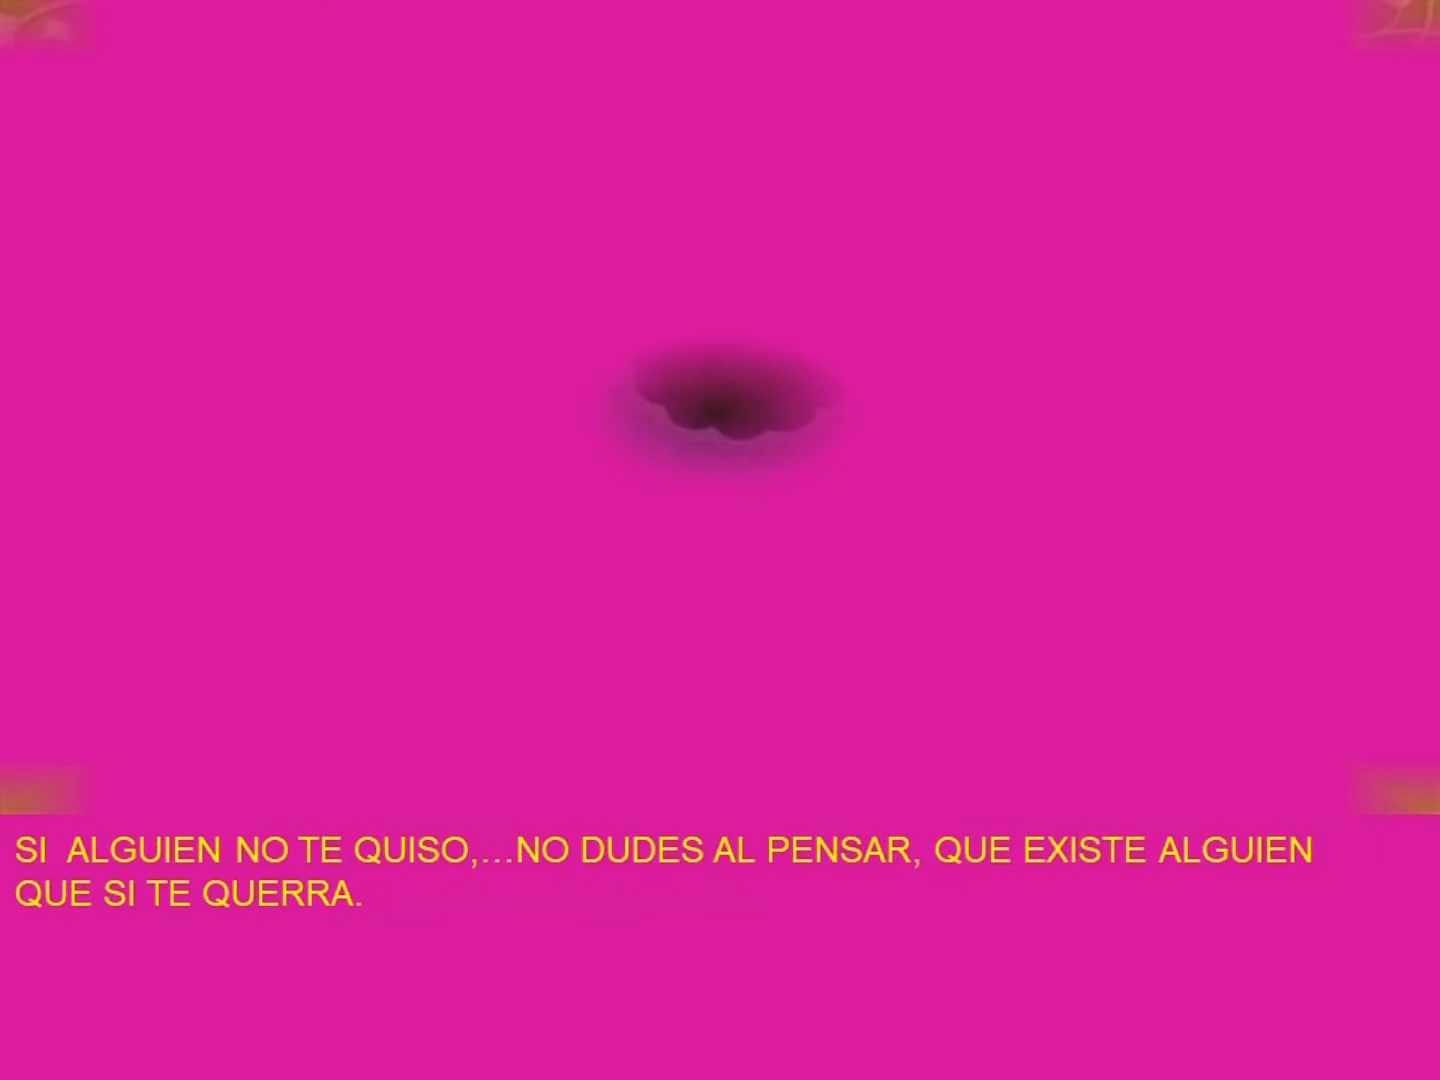 SI  ALGUIEN NO TE QUISO,...NO DUDES AL PENSAR, QUE EXISTE ALGUIEN
QUE SI TE QUERRA.